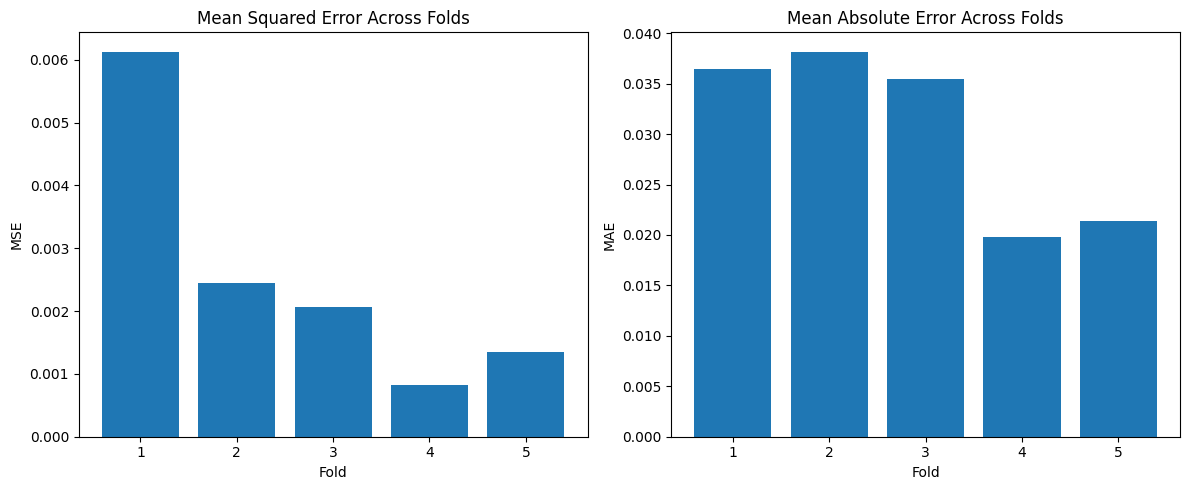 Mean Squared Error Across Folds
MSE
0.006
0.005
0.004
0.003
0.002
0.001
0.000
1 2 3 4 5
Fold
Mean Absolute Error Across Folds
MAE
0.040
0.035
0.030
0.025
0.020
0.015
0.010
0.005
0.000
1 2 3 4 5
Fold